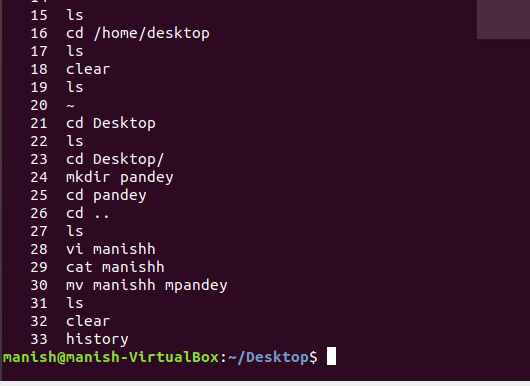 15  ls
16  cd /home/desktop
17  ls
18  clear
19  ls
20  ~
21  cd Desktop
22  ls
23  cd Desktop/
24  mkdir pandey
25  cd pandey
26  cd ..
27  ls
28  vi manishh
29  cat manishh
30  mv manishh mpandey
31  ls
32  clear
33  history
manish@manish-VirtualBox:~/Desktop$